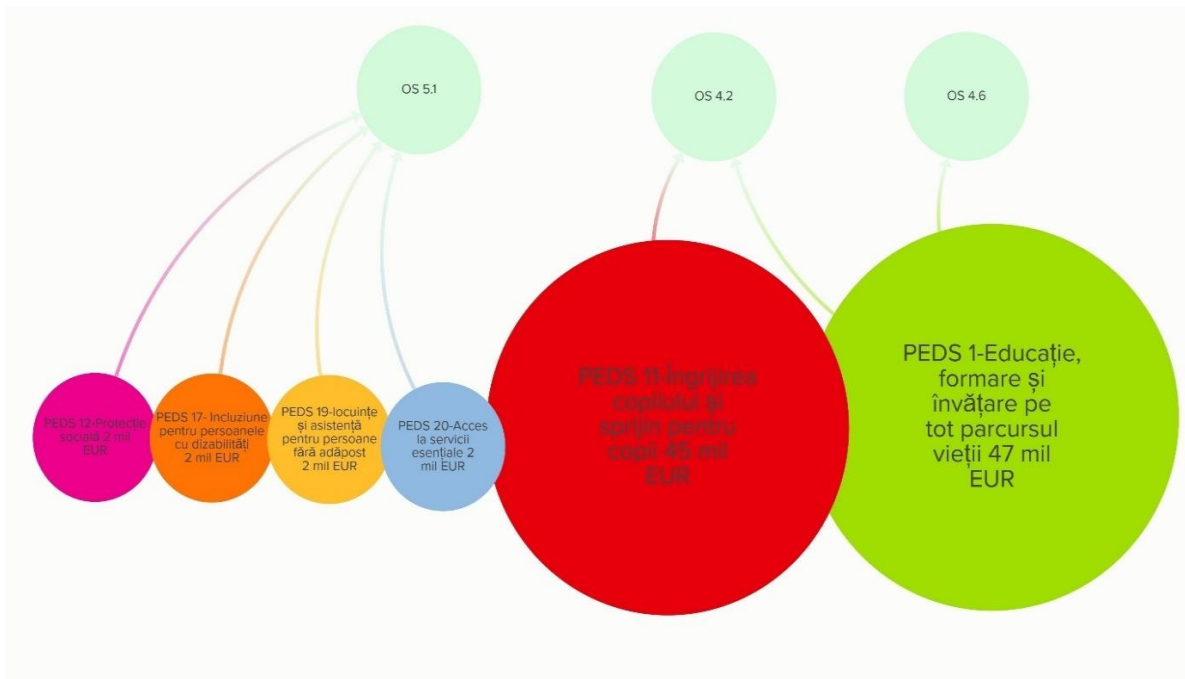 OS 5.1
OS 4.2
OS 4.6
PEDS 12-Protecție
socială 2 mil
EUR
PEDS 17- Incluziune
pentru persoanele
cu dizabilități
2 mil EUR
PEDS 19-locuințe
și asistență
pentru persoane
fără adăpost
2 mil EUR
PEDS 20-Acces
la servicii
esențiale 2
mil EUR
PEDS 11-Îngrijirea
copilului și
sprijin pentru
copii 45 mil
EUR
PEDS 1-Educație,
formare și
învățare pe
tot parcursul
vieții 47 mil
EUR